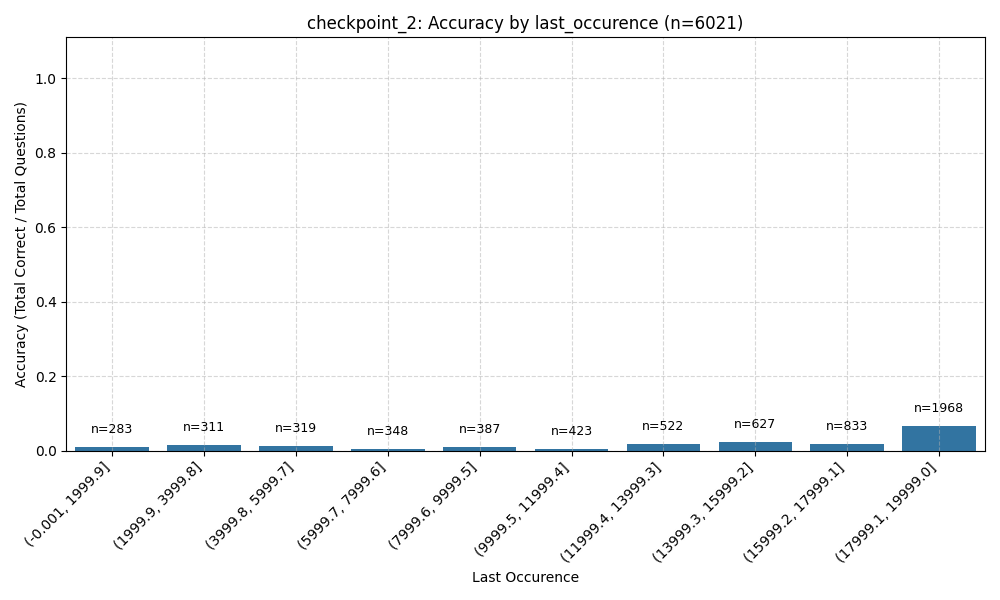 checkpoint_2: Accuracy by last_occurence (n=6021)
Accuracy (Total Correct / Total Questions)
1.0
0.8
0.6
0.4
0.2
0.0
n=283
n=311
n=319
n=348
n=387
n=423
n=522
n=627
n=833
n=1968
(-0.001, 1999.9]
(1999.9, 3999.8]
(3999.8, 5999.7]
(5999.7, 7999.6]
(7999.6, 9999.5]
(9999.5, 11999.4]
(11999.4, 13999.3]
(13999.3, 15999.2]
(15999.2, 17999.1]
(17999.1, 19999.0]
Last Occurence